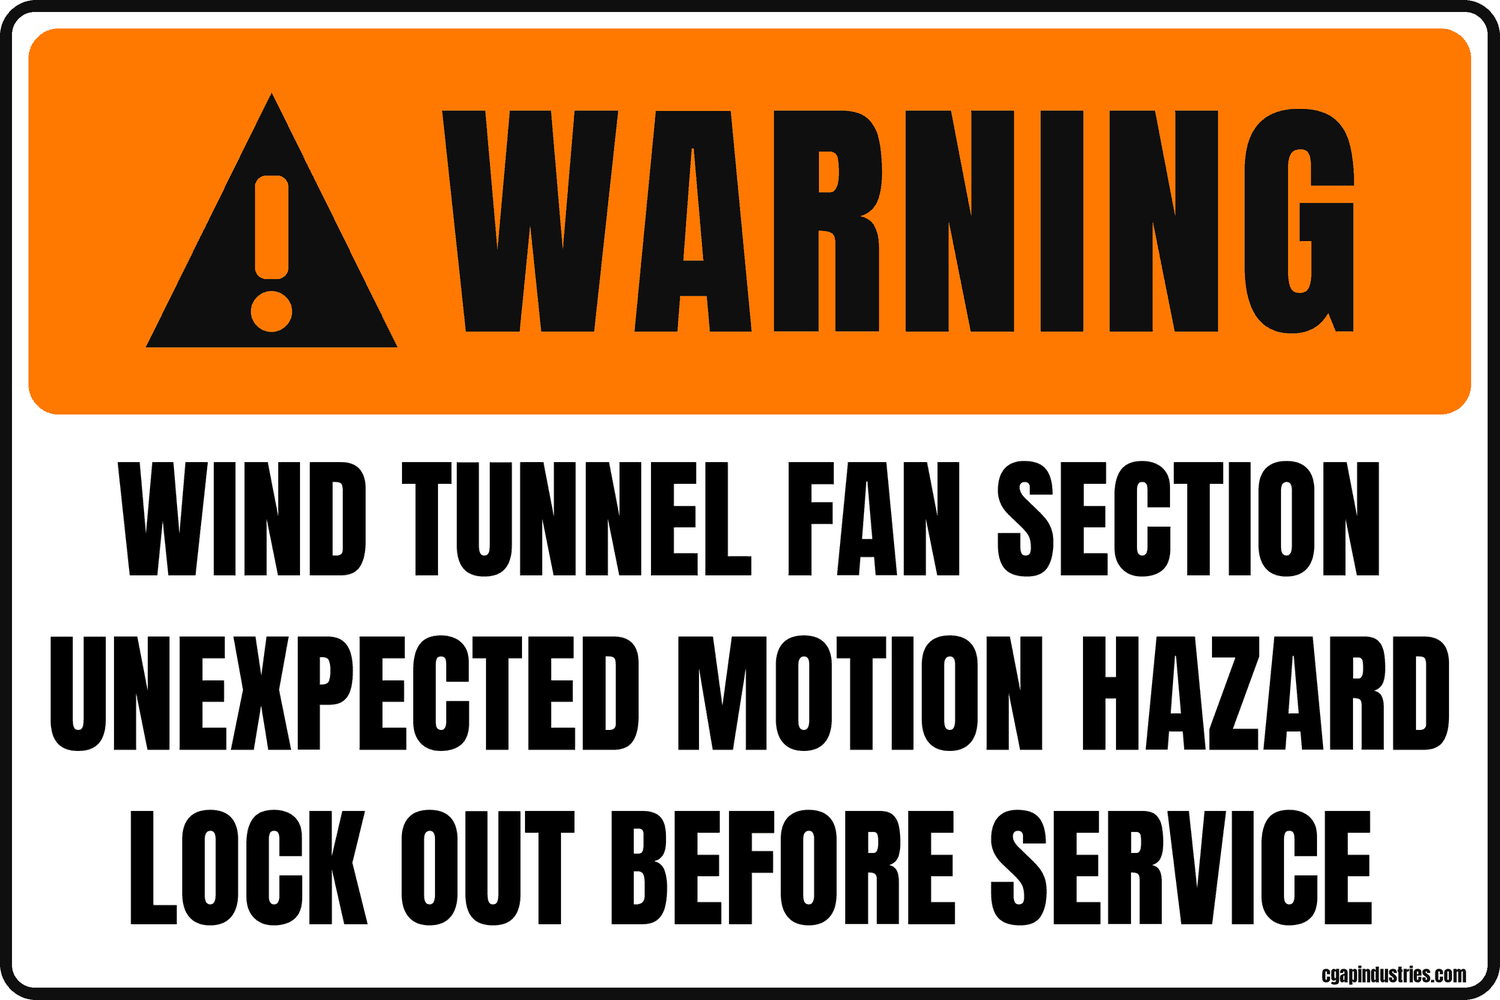 WARNING
WIND TUNNEL FAN SECTION
UNEXPECTED MOTION HAZARD
LOCK OUT BEFORE SERVICE
cgapindustries.com